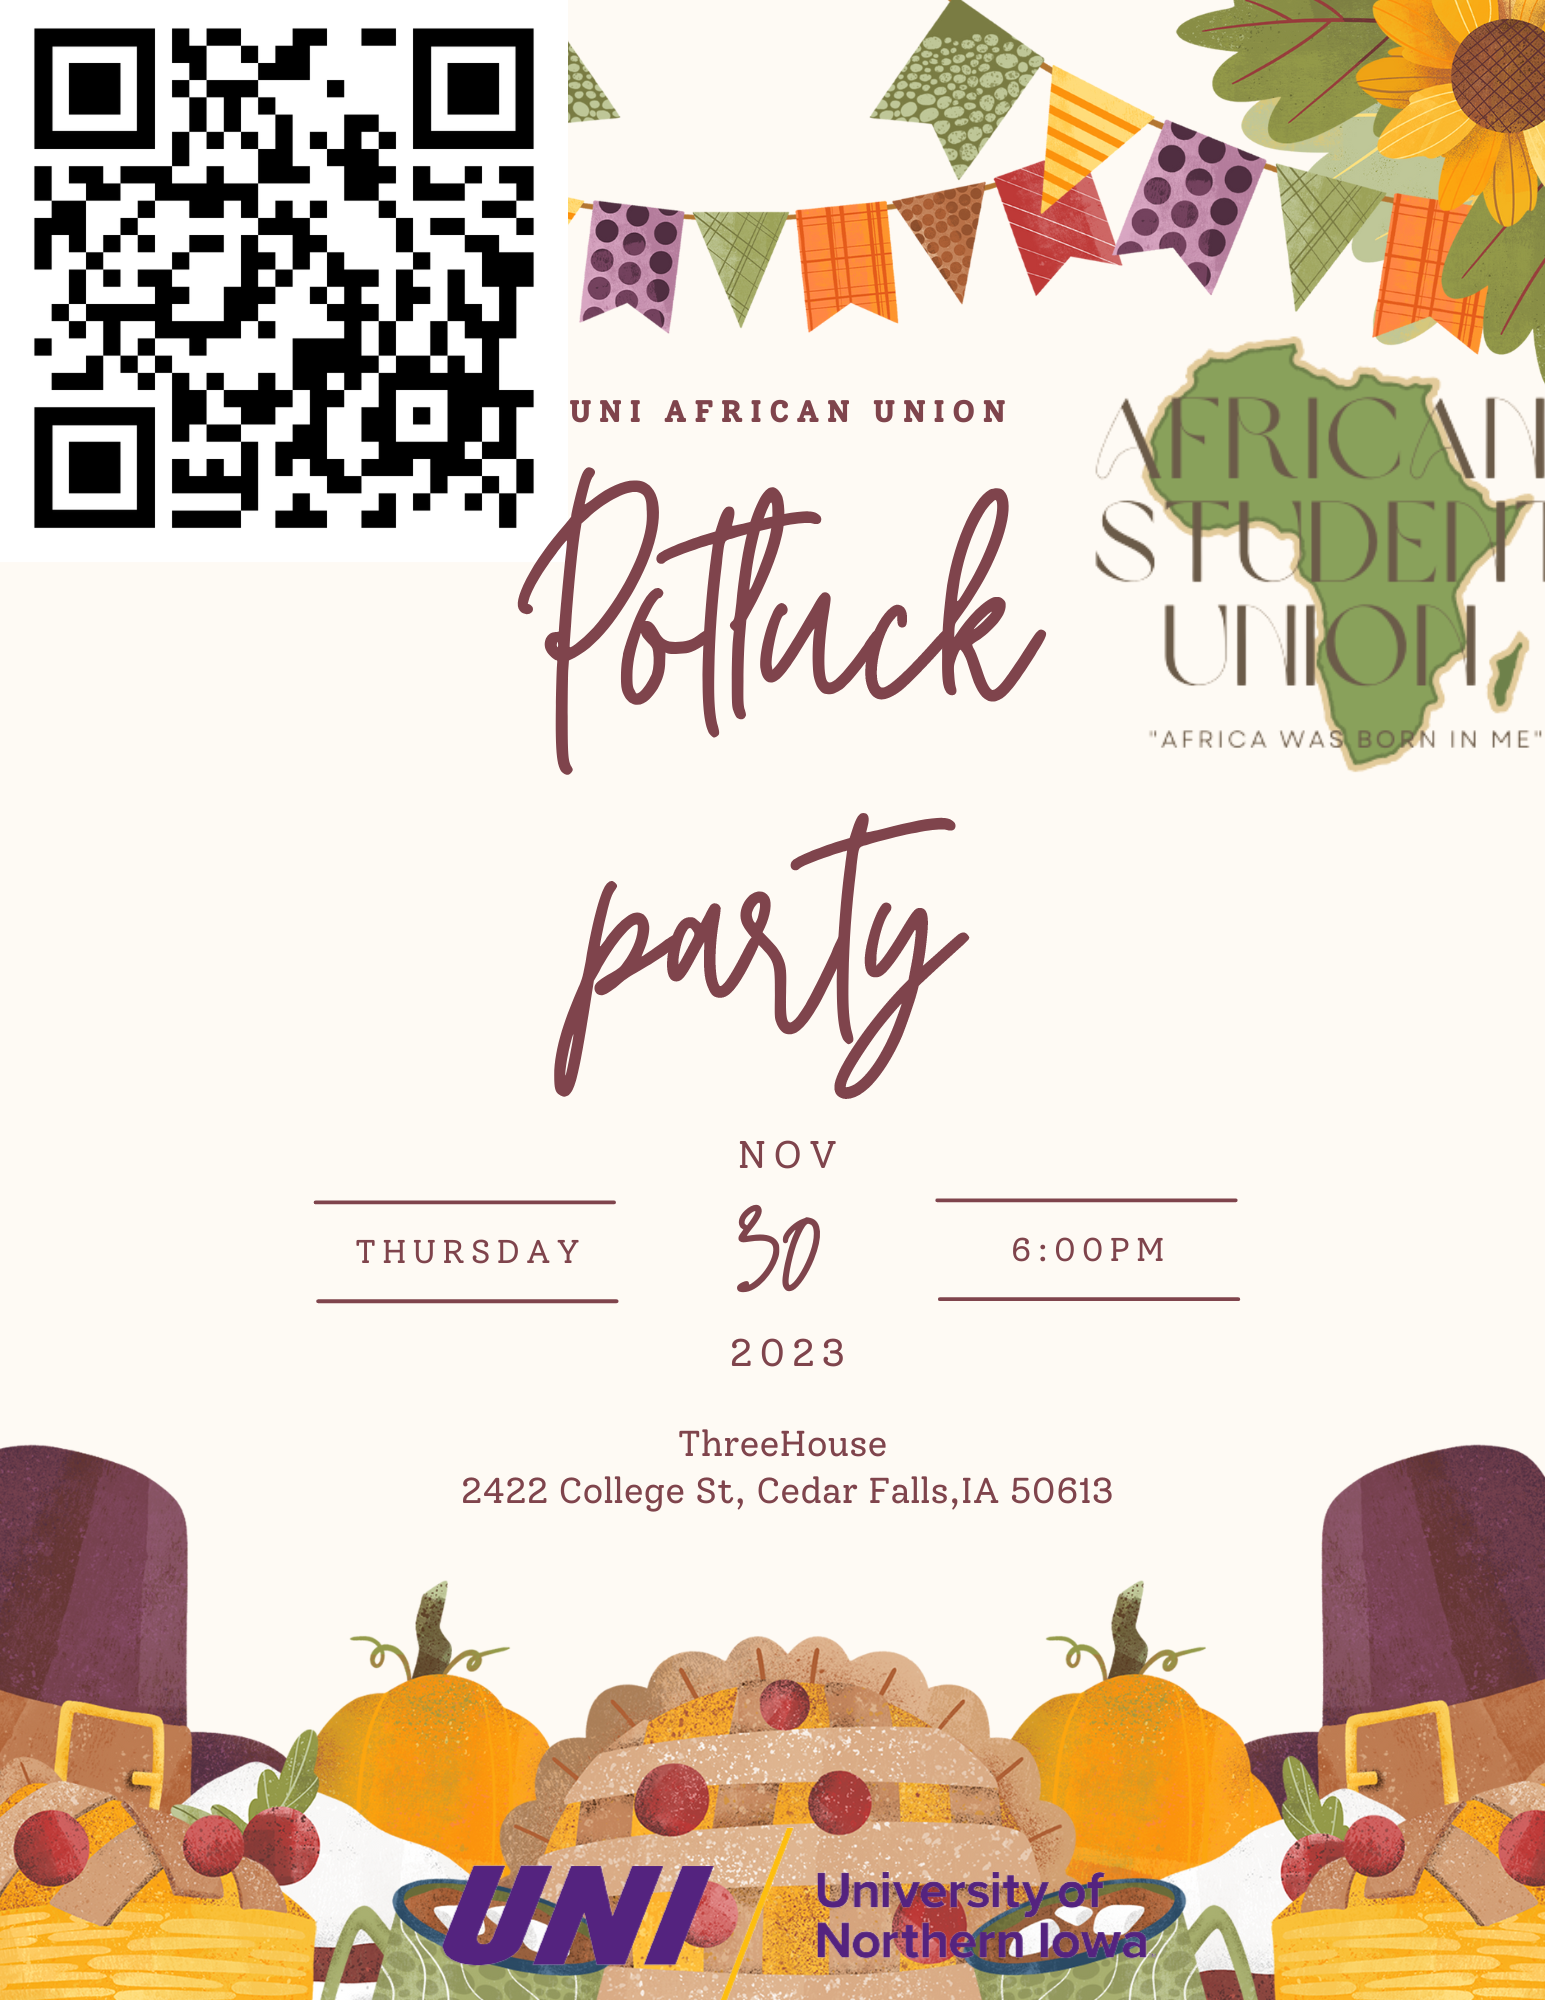 UNI AFRICAN UNION
Potluck
party
AFRICAN
STUDENT
UNION
"AFRICA WAS BORN IN ME"
NOV
THURSDAY
30
6:00PM
2023
ThreeHouse
2422 College St, Cedar Falls,IA 50613
UNI
University of
Northern Iowa